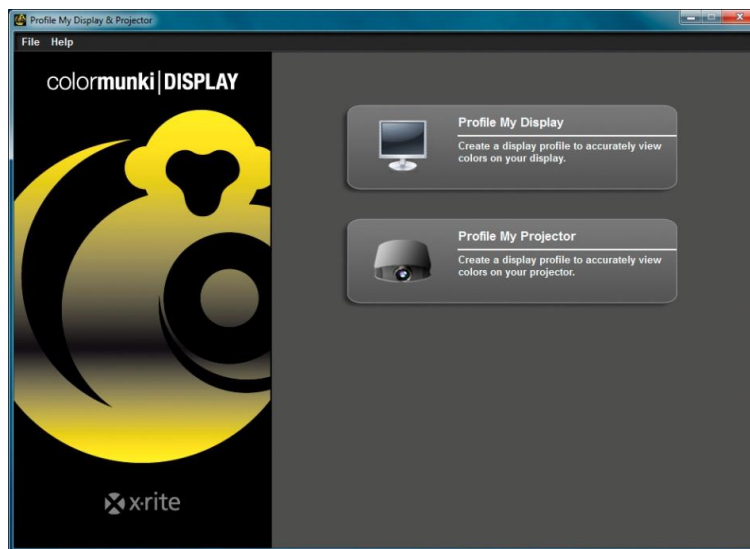 Profile My Display & Projector
File Help
colormunki|DISPLAY
Profile My Display
Create a display profile to accurately view
colors on your display.
Profile My Projector
Create a display profile to accurately view
colors on your projector.
x·rite